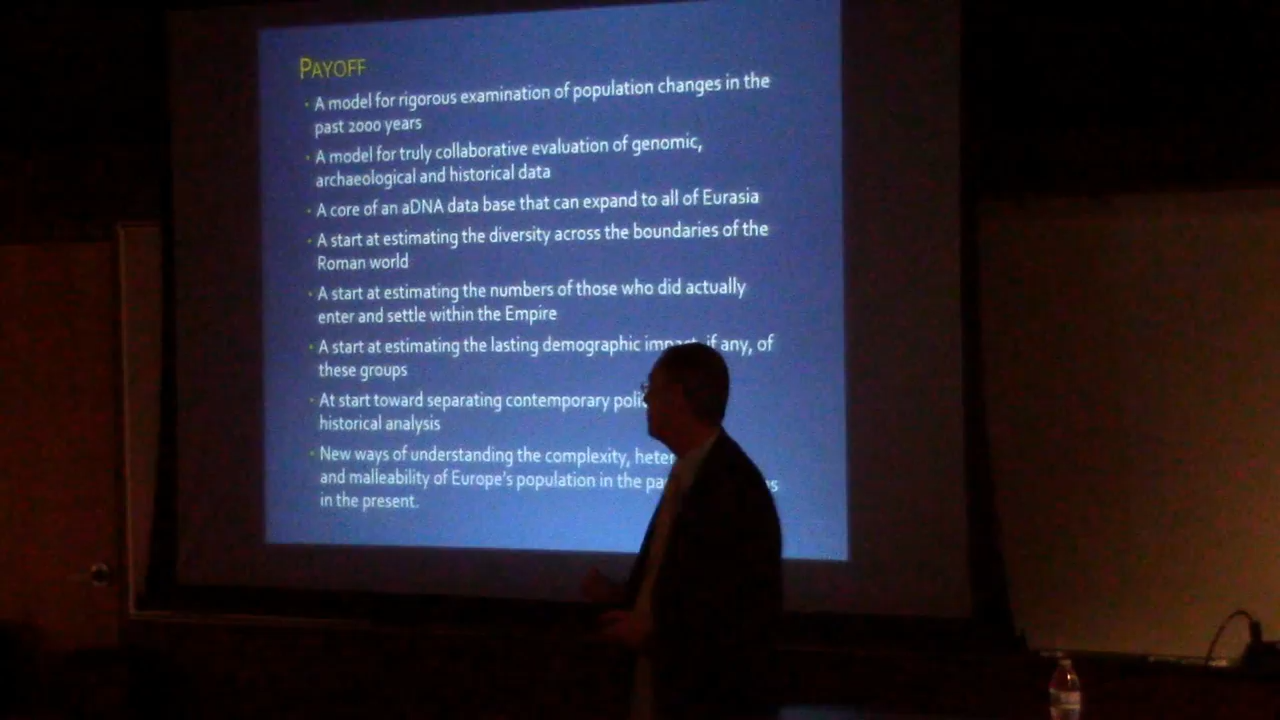 PAYOFF
A model for rigorous examination of population changes in the
past 2000 years
A model for truly collaborative evaluation of genomic,
archaeological and historical data
A core of an aDNA data base that can expand to all of Eurasia
A start at estimating the diversity across the boundaries of the
Roman world
A start at estimating the numbers of those who did actually
enter and settle within the Empire
A start at estimating the lasting demographic impact, if any, of
these groups
At start toward separating contemporary
historical analysis
New ways of understanding the complexity,
and malleability of Europe's population in the
in the present.